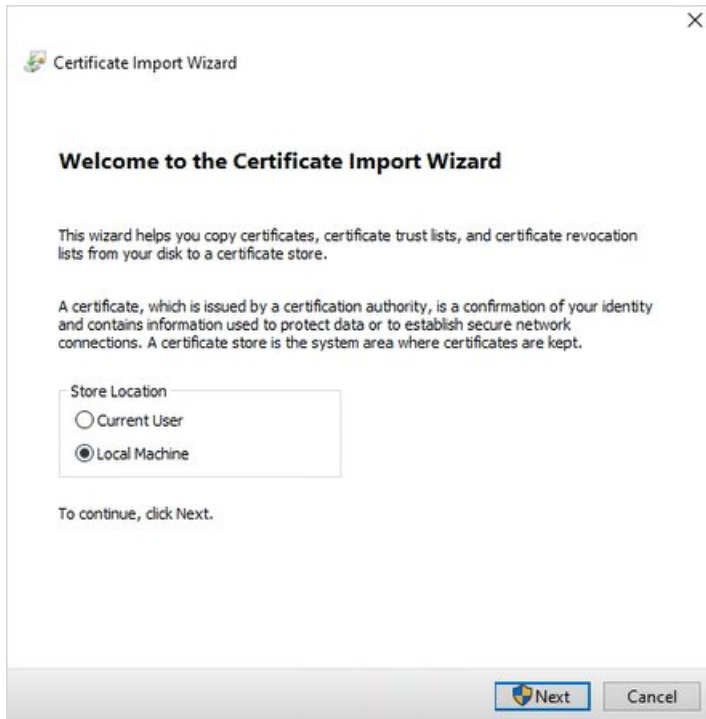 Certificate Import Wizard
Welcome to the Certificate Import Wizard
This wizard helps you copy certificates, certificate trust lists, and certificate revocation
lists from your disk to a certificate store.
A certificate, which is issued by a certification authority, is a confirmation of your identity
and contains information used to protect data or to establish secure network
connections. A certificate store is the system area where certificates are kept.
Store Location
Current User
Local Machine
To continue, click Next.
Next
Cancel